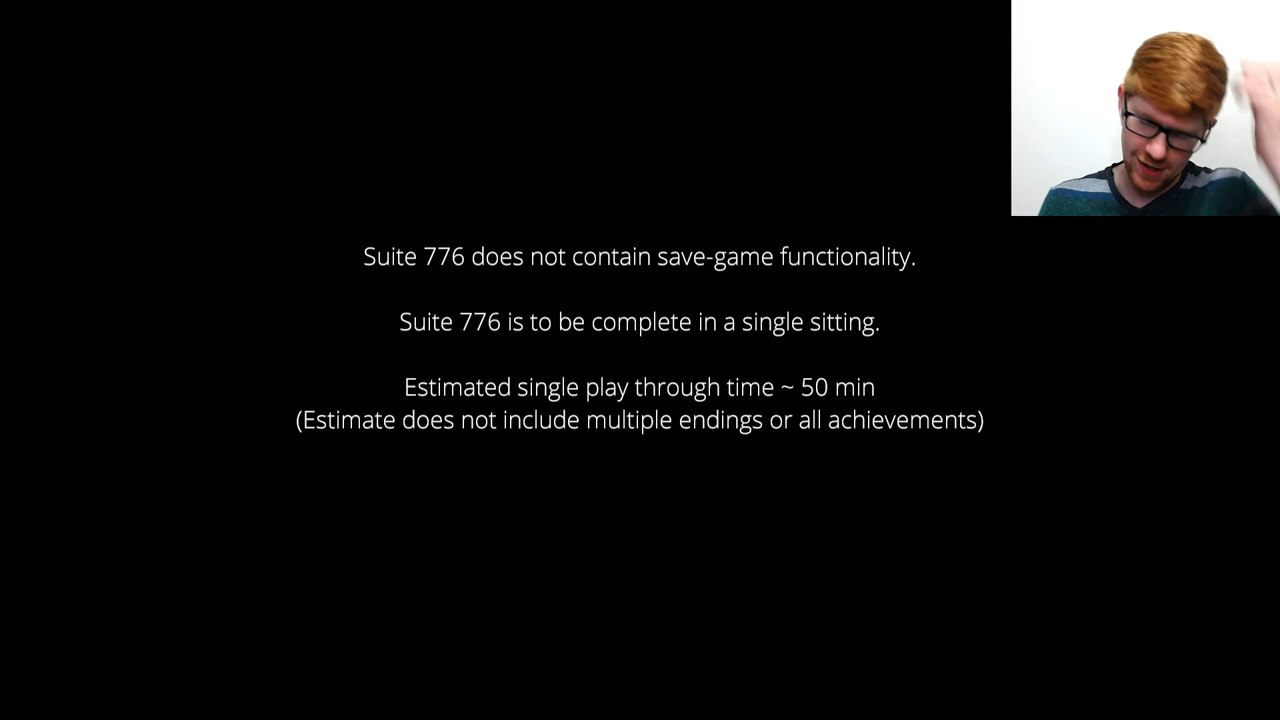 Suite 776 does not contain save-game functionality.
Suite 776 is to be complete in a single sitting.
Estimated single play through time ~ 50 min
(Estimate does not include multiple endings or all achievements)